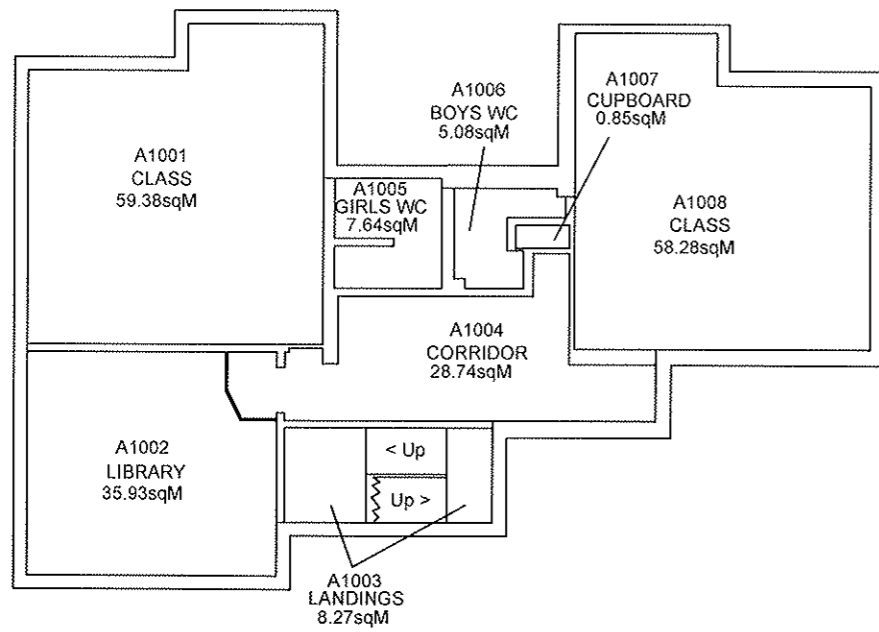 A1001
CLASS
59.38sqM
A1006
BOYS WC
5.08sqM
A1007
CUPBOARD
0.85sqM
A1005
GIRLS WC
7.64sqM
A1008
CLASS
58.28sqM
A1004
CORRIDOR
28.74sqM
A1002
LIBRARY
35.93sqM
< Up
Up >
A1003
LANDINGS
8.27sqM